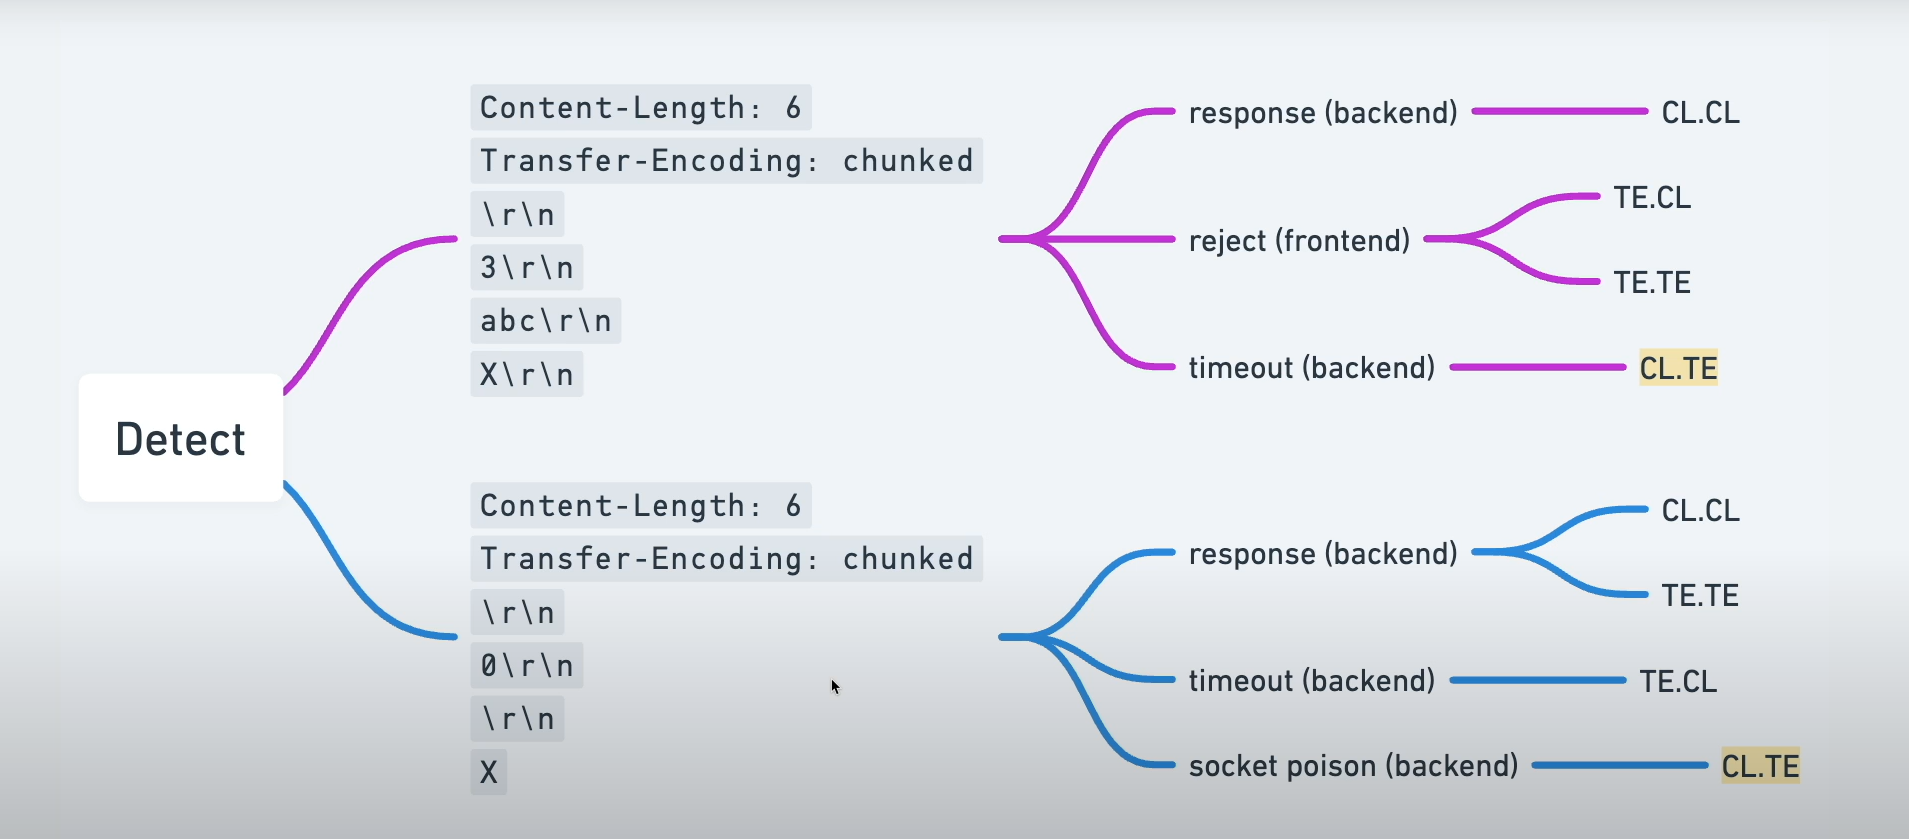 Detect
Content-Length: 6
Transfer-Encoding: chunked
\r\n
3\r\n
abc\r\n
X\r\n
response (backend)
CL.CL
reject (frontend)
TE.CL
TE.TE
timeout (backend)
CL.TE
Content-Length: 6
Transfer-Encoding: chunked
\r\n
0\r\n
\r\n
X
response (backend)
CL.CL
TE.TE
timeout (backend)
TE.CL
socket poison (backend)
CL.TE